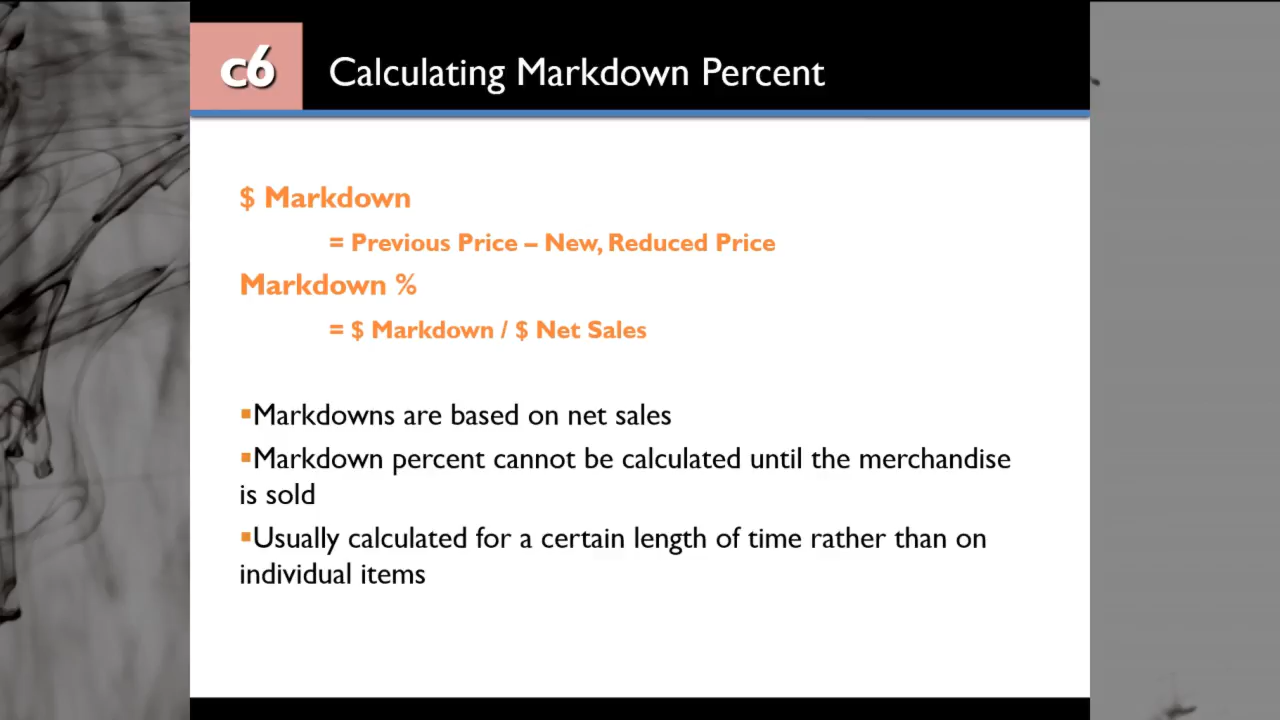 c6
Calculating Markdown Percent
$ Markdown
= Previous Price – New, Reduced Price
Markdown %
= $ Markdown / $ Net Sales
▪Markdowns are based on net sales
▪Markdown percent cannot be calculated until the merchandise
is sold
▪Usually calculated for a certain length of time rather than on
individual items